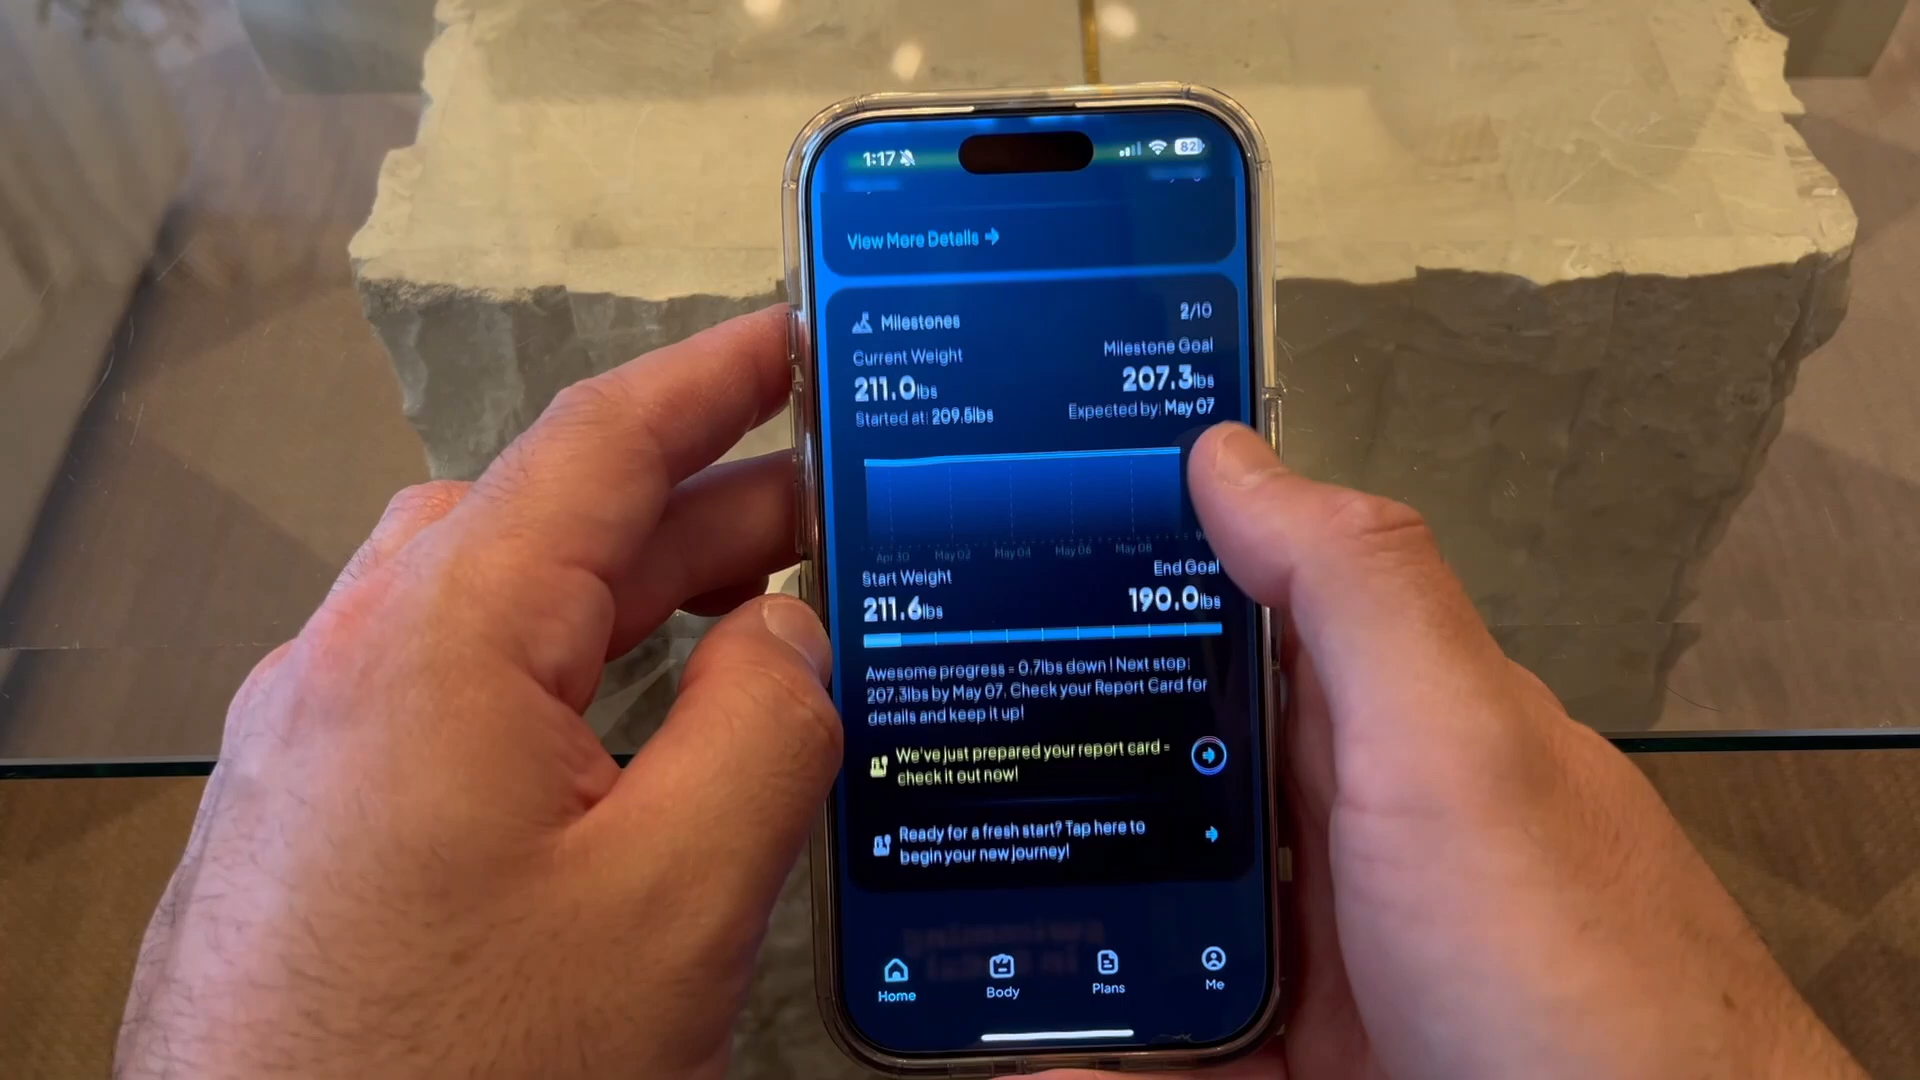 1:17
82
View More Details
Milestones
2/10
Current Weight
Milestone Goal
211.0lbs
207.3lbs
Started at: 209.5lbs
Expected by: May 07
Apr 30
May 02
May 04
May 06
May 08
Start Weight
End Goal
211.6lbs
190.0lbs
Awesome progress - 0.7lbs down! Next stop:
207.3lbs by May 07. Check your Report Card for
details and keep it up!
We've just prepared your report card -
check it out now!
Ready for a fresh start? Tap here to
begin your new journey!
Home
Body
Plans
Me